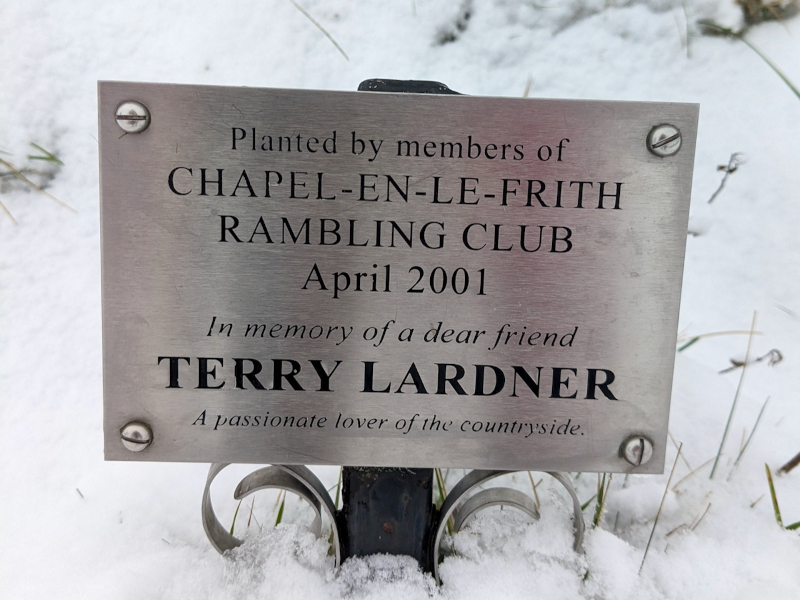 Planted by members of
CHAPEL-EN-LE-FRITH
RAMBLING CLUB
April 2001
In memory of a dear friend
TERRY LARDNER
A passionate lover of the countryside.